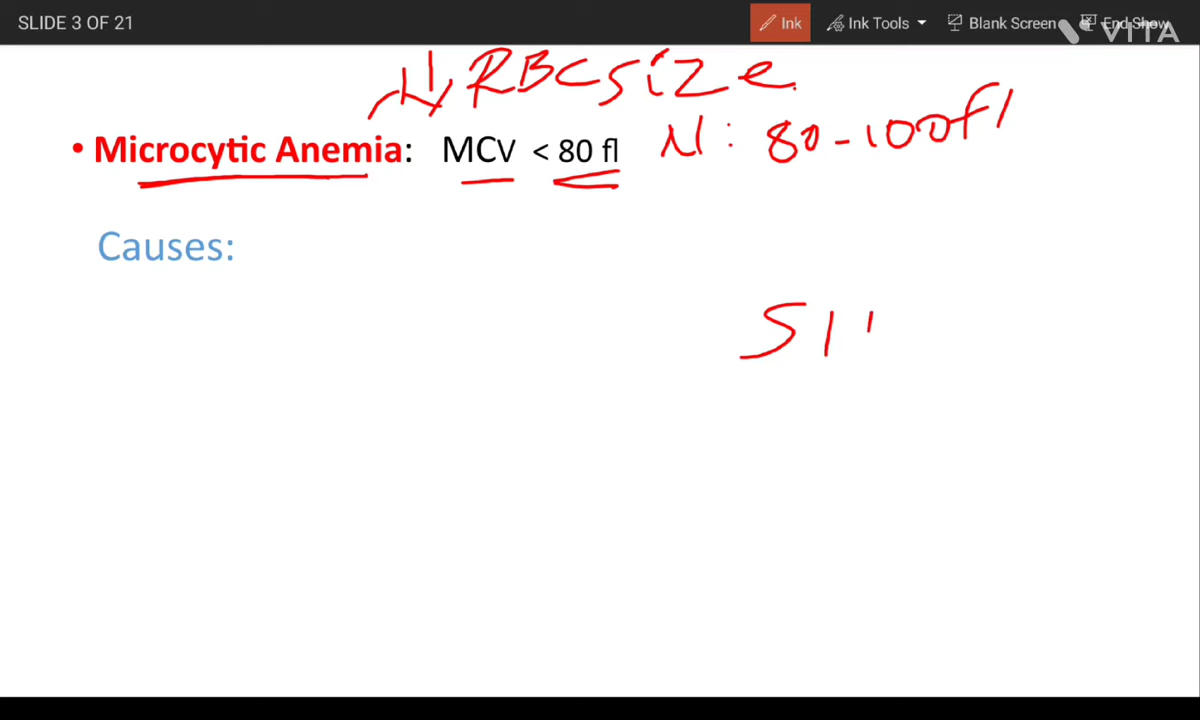 SLIDE 3 OF 21
Ink
Ink Tools
Blank Screen
End Show
VITA
↓↓ RBC size
• Microcytic Anemia: MCV < 80 fl N: 80-100fl
Causes:
S I